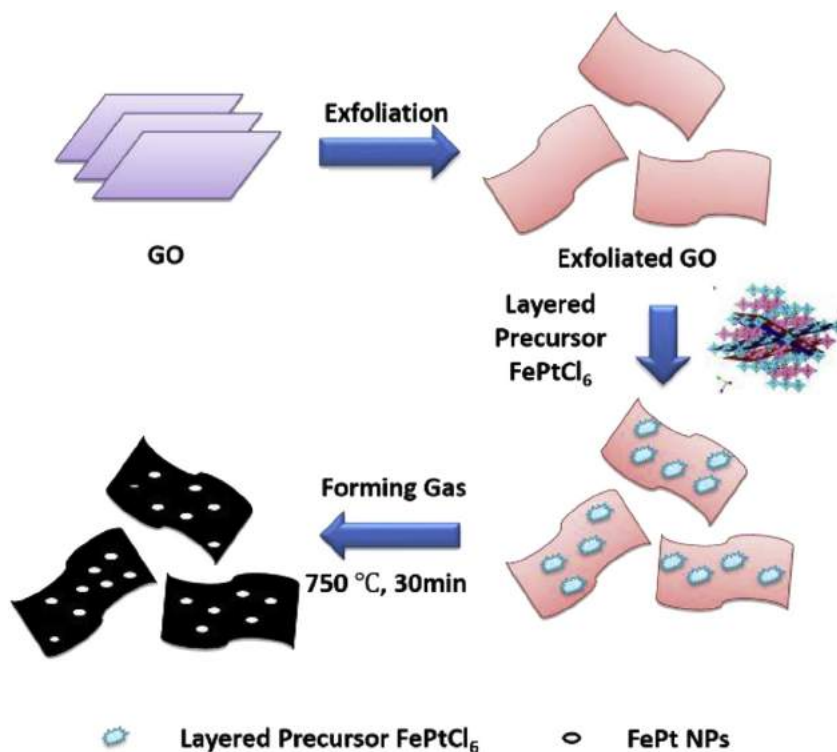 Exfoliation
GO
Exfoliated GO
Layered
Precursor
FePtCl₆
Forming Gas
750 °C, 30min
Layered Precursor FePtCl₆
FePt NPs